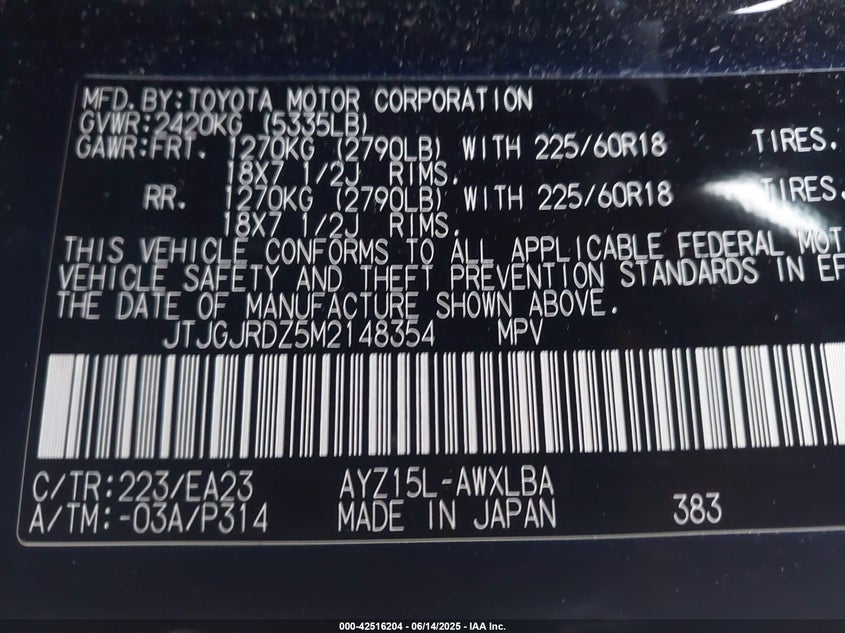 MFD.BY:TOYOTA MOTOR CORPORATION
GVWR:2420KG (5335LB)
GAWR:FRT. 1270KG (2790LB) WITH 225/60R18 TIRES.
18X7 1/2J RIMS.
RR. 1270KG (2790LB) WITH 225/60R18 TIRES.
18X7 1/2J RIMS.
THIS VEHICLE CONFORMS TO ALL APPLICABLE FEDERAL MOT
VEHICLE SAFETY AND THEFT PREVENTION STANDARDS IN EF
THE DATE OF MANUFACTURE SHOWN ABOVE.
JTJGJRDZ5M2148354 MPV
C/TR:223/EA23 AYZ15L-AWXLBA
A/TM:-03A/P314 MADE IN JAPAN 383
000-42516204 - 06/14/2025 - IAA Inc.